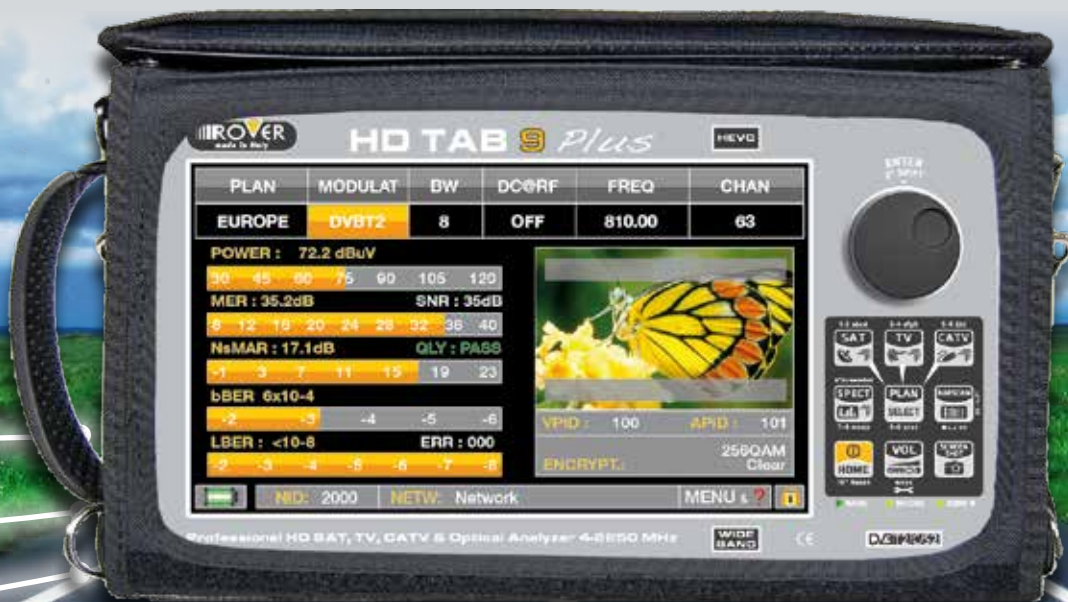 ROVER
made in Italy
HD TAB 9 Plus
HEVC
PLAN MODULAT BW DC@RF FREQ CHAN
EUROPE DVBT2 8 OFF 810.00 63
POWER : 72.2 dBuV
30 45 60 75 90 105 120
MER : 35.2dB SNR : 35dB
8 12 16 20 24 28 32 36 40
NsMAR : 17.1dB QLY : PASS
-1 3 7 11 15 19 23
bBER 6x10-4
-2 -3 -4 -5 -6
LBER : <10-8 ERR : 000
-2 -3 -4 -5 -6 -7 -8
VPID : 100 APID : 101
256QAM
ENCRYPT.: Clear
NID: 2000 NETW: Network
MENU & ?
Professional HD SAT, TV, CATV & Optical Analyzer 4-2650 MHz
WIDE BAND
CE
ENTER
SAT TV CATV
SPECT PLAN
SELECT
HOME VOL SCREEN SHOT